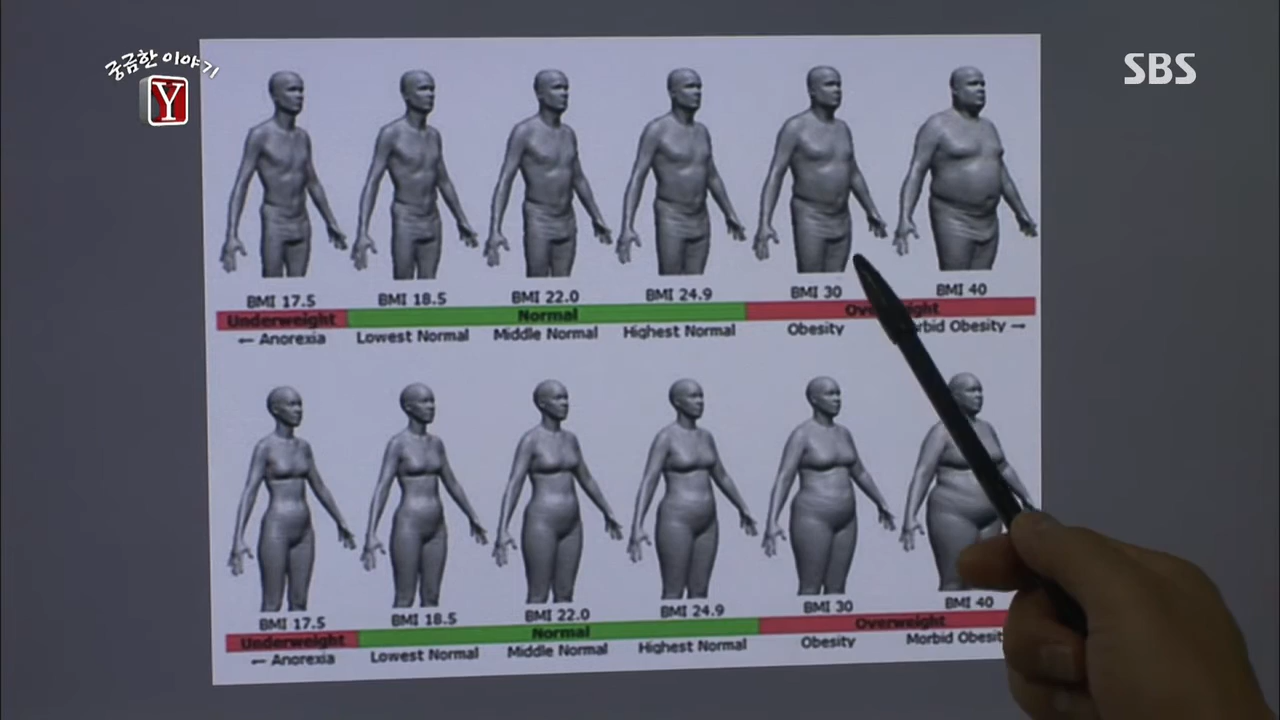 궁금한 이야기
Y
SBS
BMI 17.5 BMI 18.5 BMI 22.0 BMI 24.9 BMI 30 BMI 40
Underweight Normal Overweight
← Anorexia Lowest Normal Middle Normal Highest Normal Obesity Morbid Obesity →
BMI 17.5 BMI 18.5 BMI 22.0 BMI 24.9 BMI 30 BMI 40
Underweight Normal Overweight
← Anorexia Lowest Normal Middle Normal Highest Normal Obesity Morbid Obesit